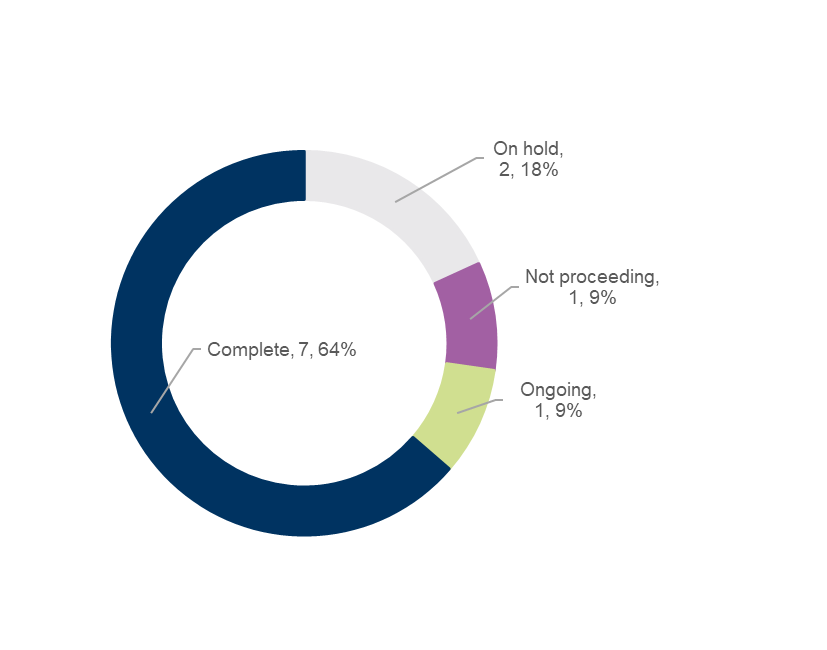 On hold,
2, 18%
Not proceeding,
1, 9%
Complete, 7, 64%
Ongoing,
1, 9%